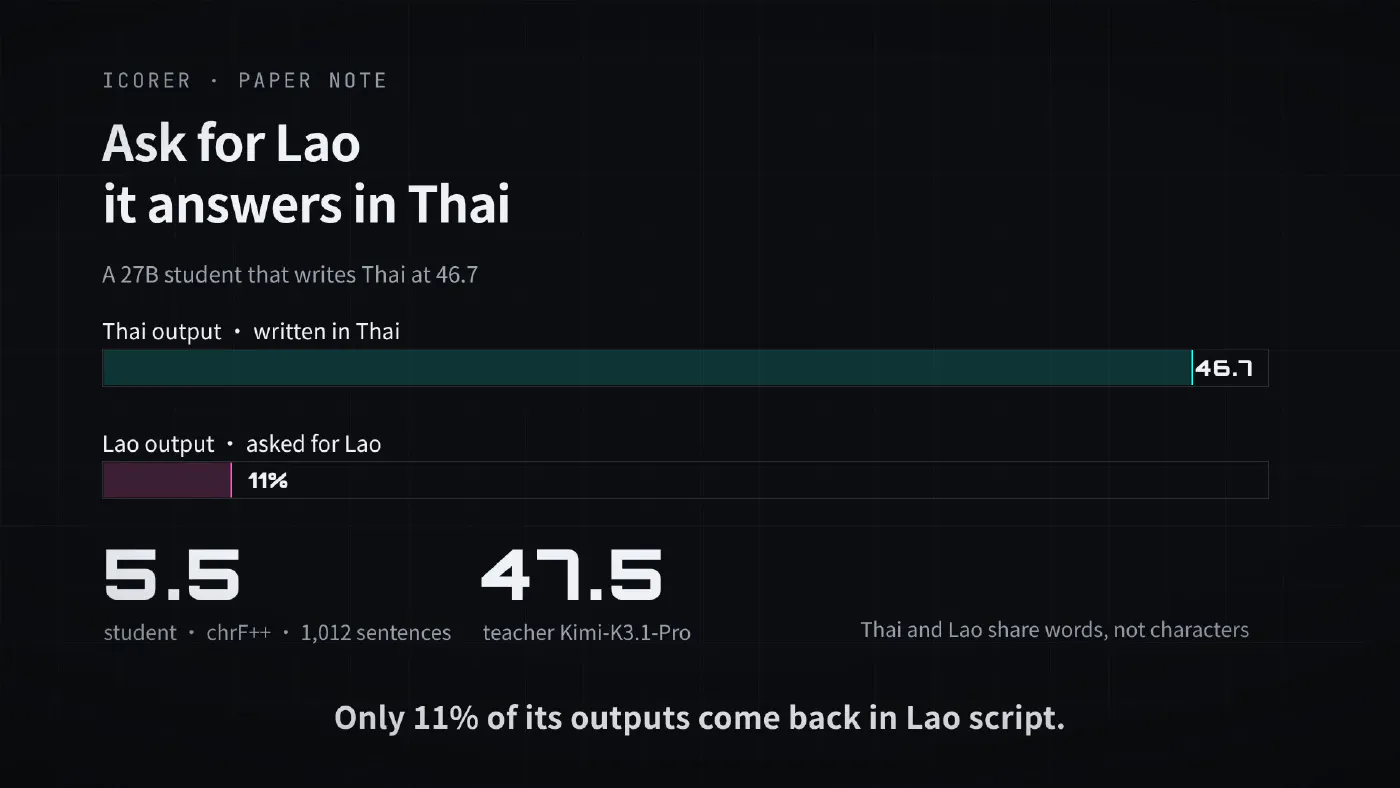 ICORER · PAPER NOTE
Ask for Lao
it answers in Thai
A 27B student that writes Thai at 46.7
Thai output · written in Thai
46.7
Lao output · asked for Lao
11%
5.5
student · chrF++ · 1,012 sentences
47.5
teacher Kimi-K3.1-Pro
Thai and Lao share words, not characters
Only 11% of its outputs come back in Lao script.